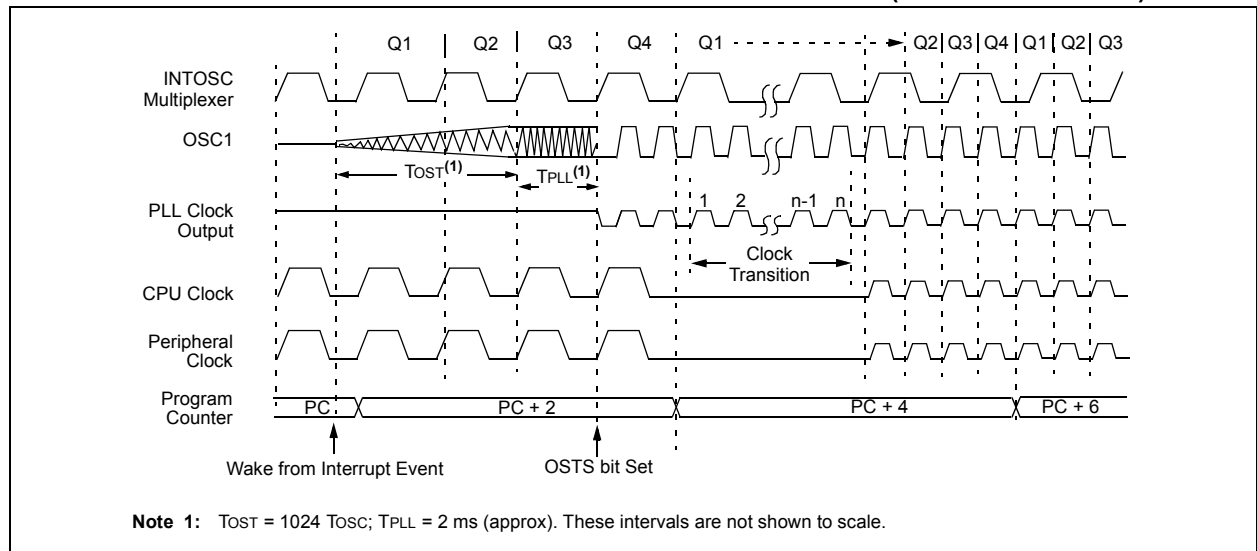 Q1 Q2 Q3 Q4 Q1 Q2 Q3 Q4 Q1 Q2 Q3
INTOSC
Multiplexer
OSC1
TOST(1)
TPLL(1)
1 2 n-1 n
PLL Clock
Output
Clock
Transition
CPU Clock
Peripheral
Clock
Program
Counter
PC PC + 2 PC + 4 PC + 6
Wake from Interrupt Event
OSTS bit Set
Note 1: TOST = 1024 TOSC; TPLL = 2 ms (approx). These intervals are not shown to scale.